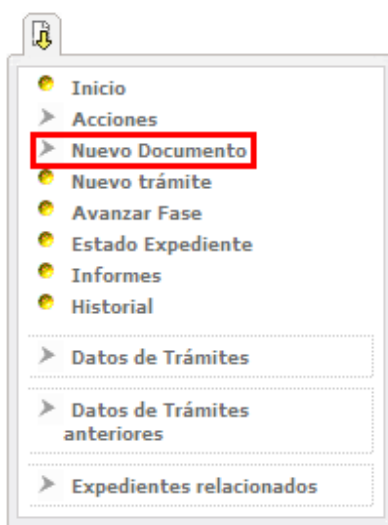 Inicio
Acciones
Nuevo Documento
Nuevo trámite
Avanzar Fase
Estado Expediente
Informes
Historial
Datos de Trámites
Datos de Trámites
anteriores
Expedientes relacionados